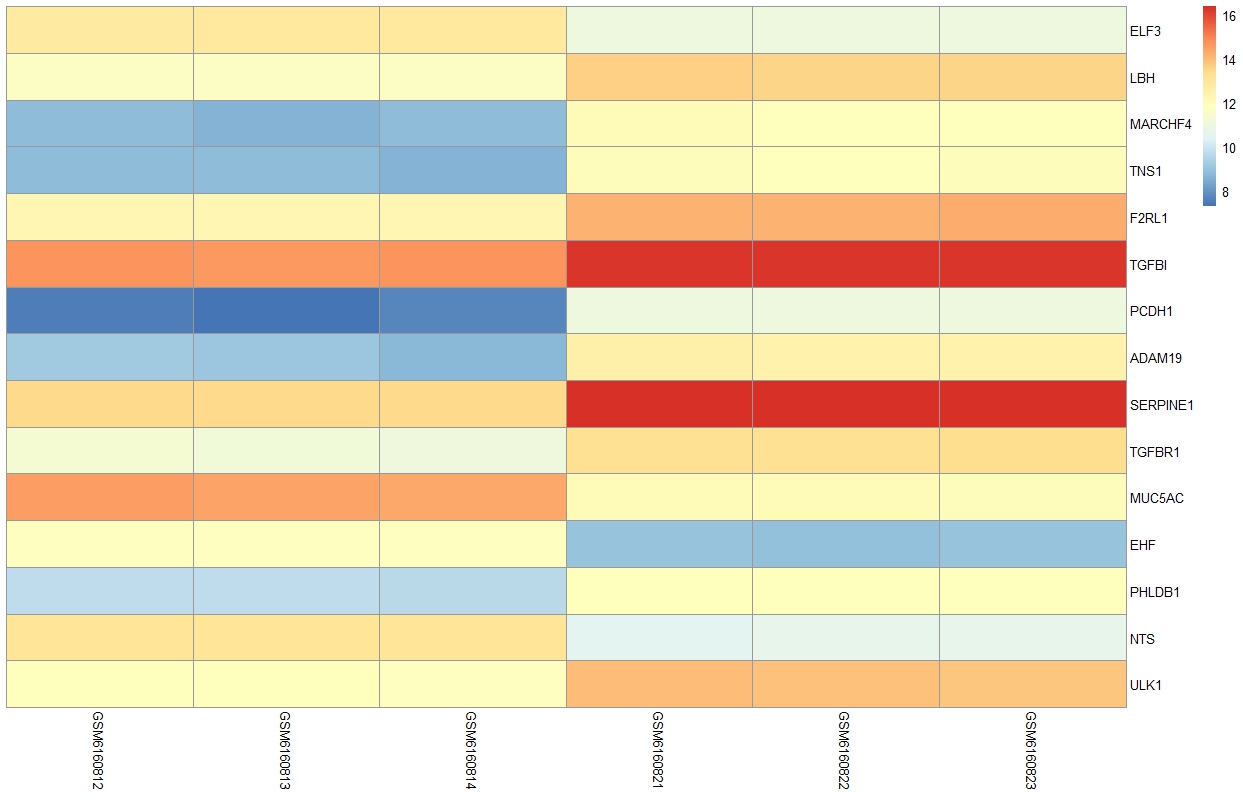 ELF3
LBH
MARCHF4
TNS1
F2RL1
TGFBI
PCDH1
ADAM19
SERPINE1
TGFBR1
MUC5AC
EHF
PHLDB1
NTS
ULK1
16
14
12
10
8
GSM6160812
GSM6160813
GSM6160814
GSM6160821
GSM6160822
GSM6160823